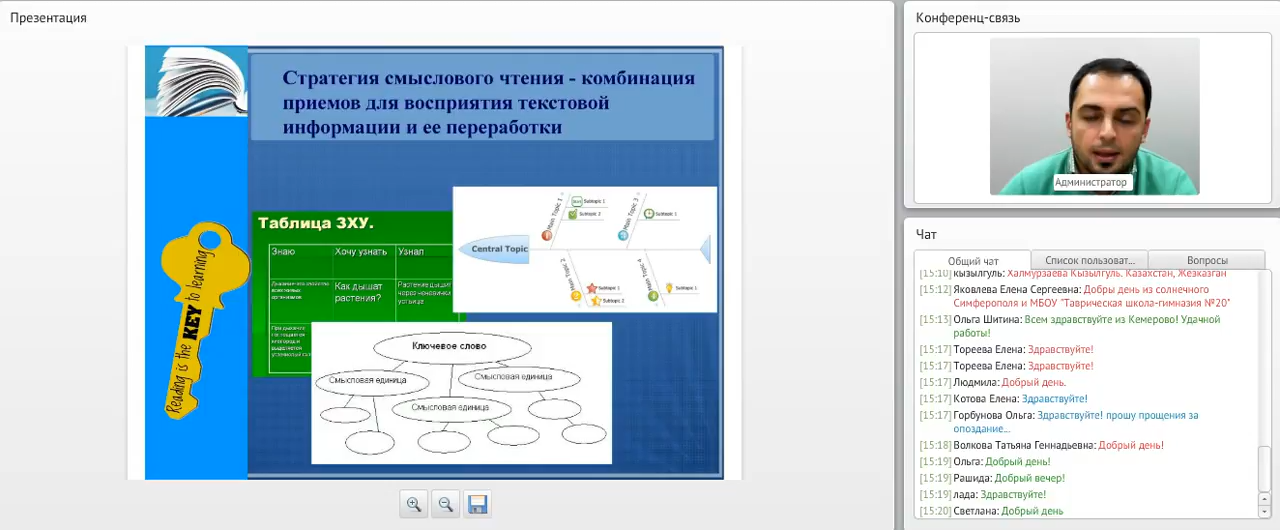 Презентация
Стратегия смыслового чтения - комбинация
приемов для восприятия текстовой
информации и ее переработки
Reading is the KEY to learning
Таблица ЗХУ.
Знаю
Хочу узнать
Узнал
Как дышат
растения?
Растение дышит
через
устьица
При дыхании
Central Topic
Main Topic 1
Subtopic 1
Subtopic 2
Main Topic 3
Subtopic 1
Main Topic 2
Subtopic 1
Subtopic 2
Main Topic 4
Subtopic 1
Ключевое слово
Смысловая единица
Смысловая единица
Смысловая единица
Конференц-связь
Администратор
Чат
Общий чат
Список пользоват...
Вопросы
[15:10] кызылгуль: Халмурзаева Кызылгуль. Казахстан, Жезказган
[15:12] Яковлева Елена Сергеевна: Добры день из солнечного
Симферополя и МБОУ "Таврическая школа-гимназия №20"
[15:13] Ольга Шитина: Всем здравствуйте из Кемерово! Удачной
работы!
[15:17] Тореева Елена: Здравствуйте!
[15:17] Тореева Елена: Здравствуйте!
[15:17] Людмила: Добрый день.
[15:17] Котова Елена: Здравствуйте!
[15:17] Горбунова Ольга: Здравствуйте! прошу прощения за
опоздание...
[15:18] Волкова Татьяна Геннадьевна: Добрый день!
[15:19] Ольга: Добрый день!
[15:19] Рашида: Добрый вечер!
[15:19] лада: Здравствуйте!
[15:20] Светлана: Добрый день